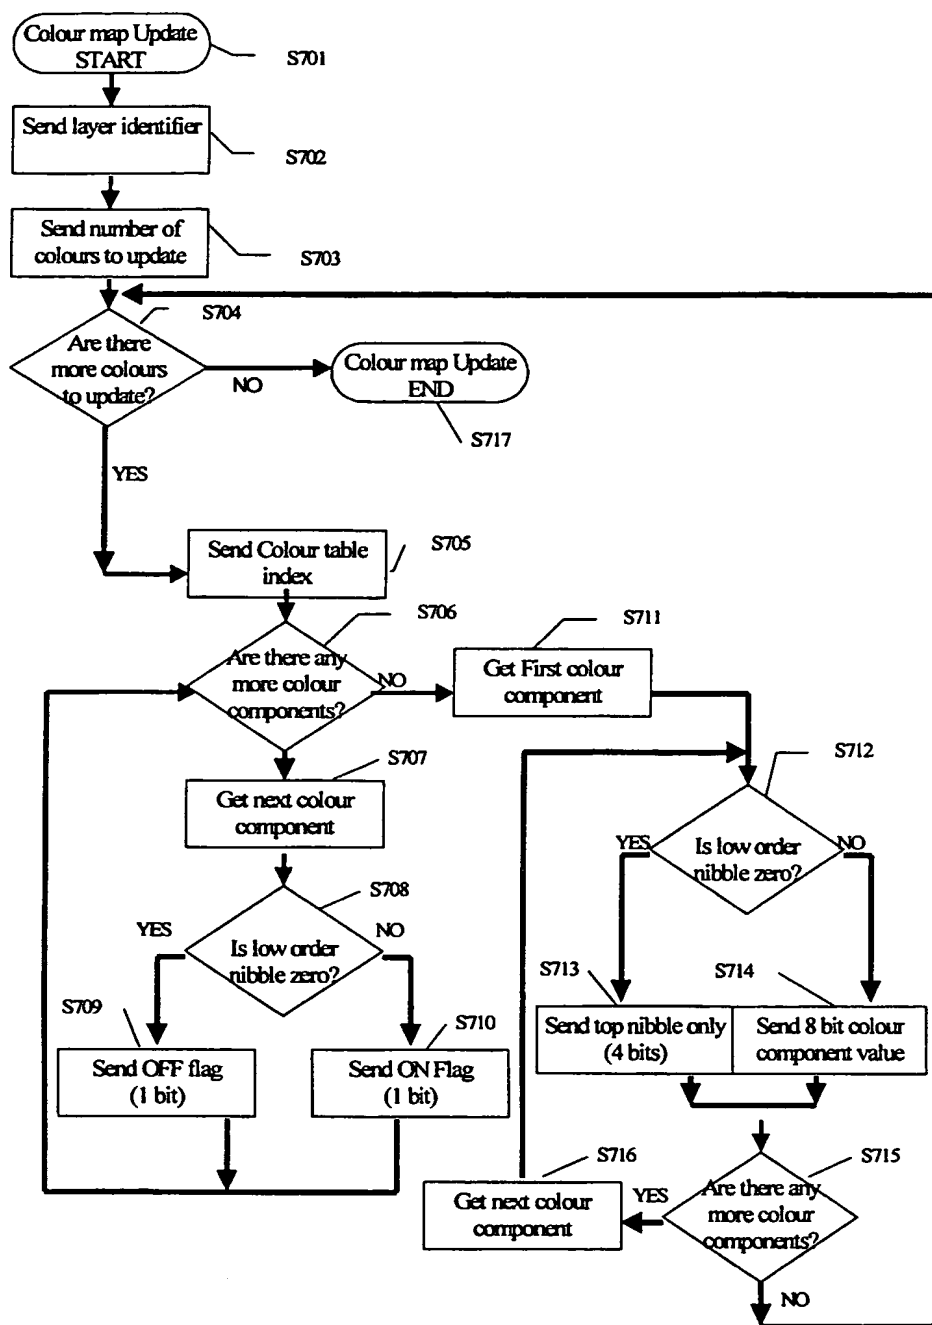 Colour map Update
START
S701
Send layer identifier
S702
Send number of
colours to update
S703
S704
Are there
more colours
to update?
NO
Colour map Update
END
S717
YES
Send Colour table
index
S705
S706
Are there any
more colour
components?
NO
S711
Get First colour
component
S707
Get next colour
component
S712
Is low order
nibble zero?
YES
NO
S708
Is low order
nibble zero?
YES
NO
S709
Send OFF flag
(1 bit)
S710
Send ON Flag
(1 bit)
S713
Send top nibble only
(4 bits)
S714
Send 8 bit colour
component value
S715
Are there any
more colour
components?
YES
S716
Get next colour
component
NO